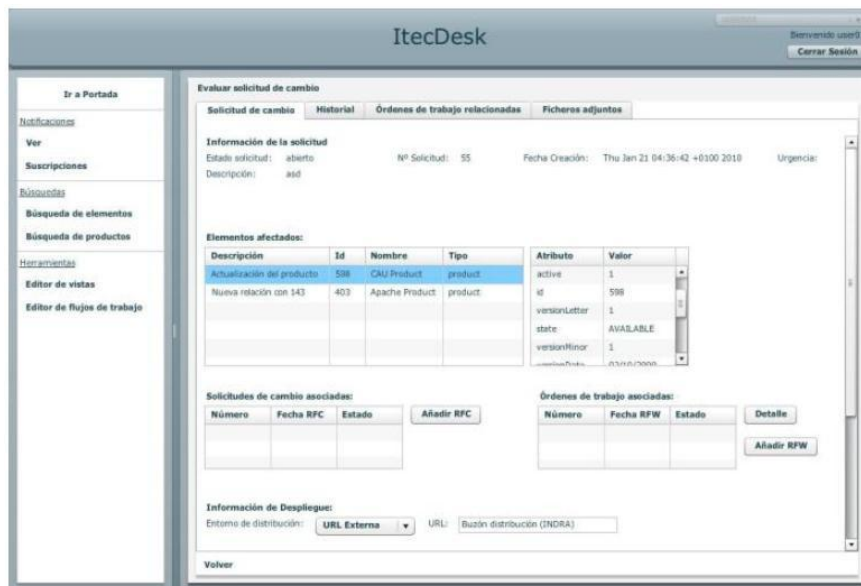 ItecDesk
Bienvenido user0
Cerrar Sesión
Ir a Portada
Notificaciones
Ver
Suscripciones
Búsquedas
Búsqueda de elementos
Búsqueda de productos
Herramientas
Editor de vistas
Editor de flujos de trabajo
Evaluar solicitud de cambio
Solicitud de cambio Historial Órdenes de trabajo relacionadas Ficheros adjuntos
Información de la solicitud
Estado solicitud: abierto Nº Solicitud: 55 Fecha Creación: Thu Jan 21 04:36:42 +0100 2010 Urgencia:
Descripción: asd
Elementos afectados:
Descripción Id Nombre Tipo Atributo Valor
Actualización del producto 598 CAU Product product active 1
Nueva relación con 143 403 Apache Product product id 598
versionLetter 1
state AVAILABLE
versionMinor 1
Solicitudes de cambio asociadas: Órdenes de trabajo asociadas:
Número Fecha RFC Estado Añadir RFC Número Fecha RFW Estado Detalle
Añadir RFW
Información de Despliegue:
Entorno de distribución: URL Externa URL: Buzón distribución (INDRA)
Volver